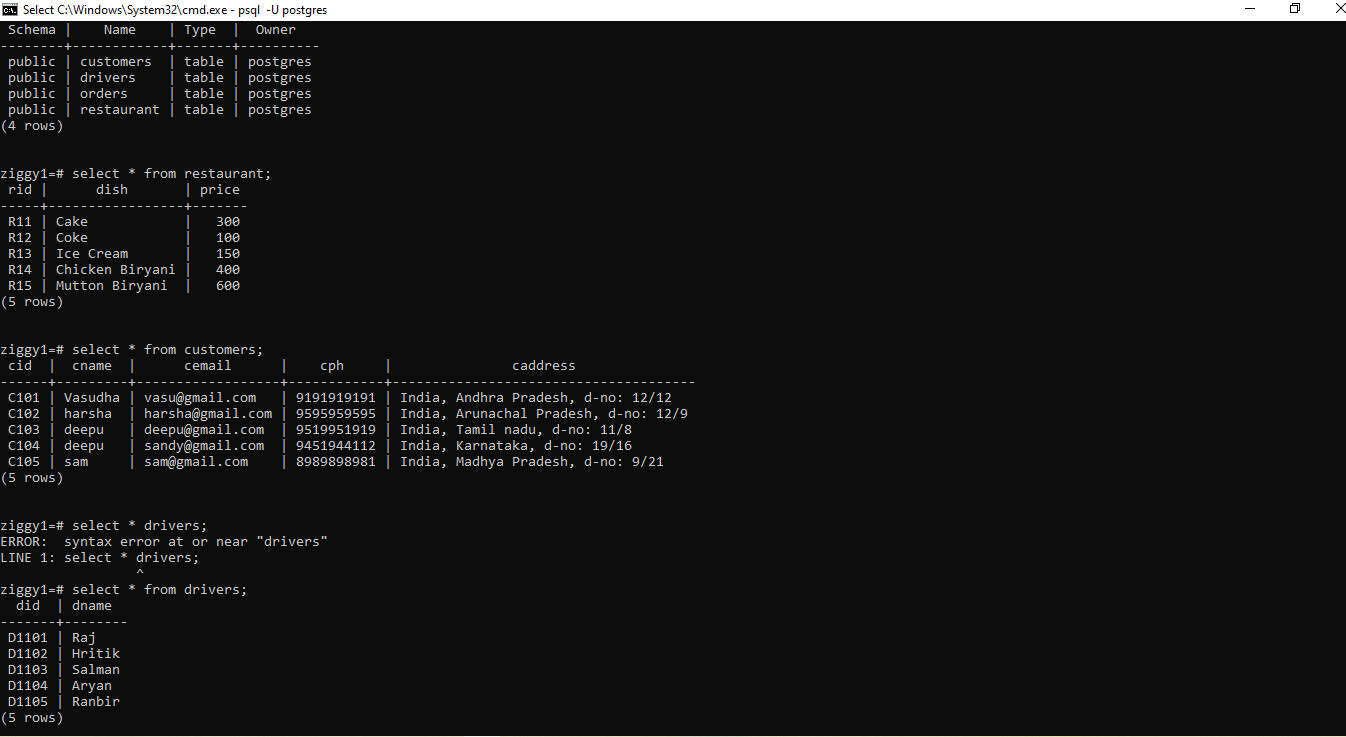 Select C:\Windows\System32\cmd.exe - psql  -U postgres
 Schema |    Name    | Type  |  Owner
--------+------------+-------+----------
 public | customers  | table | postgres
 public | drivers    | table | postgres
 public | orders     | table | postgres
 public | restaurant | table | postgres
(4 rows)
ziggy1=# select * from restaurant;
 rid |      dish       | price
-----+-----------------+-------
 R11 | Cake            |   300
 R12 | Coke            |   100
 R13 | Ice Cream       |   150
 R14 | Chicken Biryani |   400
 R15 | Mutton Biryani  |   600
(5 rows)
ziggy1=# select * from customers;
 cid  |  cname  |      cemail      |    cph     |               caddress
------+---------+------------------+------------+--------------------------------------
 C101 | Vasudha | vasu@gmail.com   | 9191919191 | India, Andhra Pradesh, d-no: 12/12
 C102 | harsha  | harsha@gmail.com | 9595959595 | India, Arunachal Pradesh, d-no: 12/9
 C103 | deepu   | deepu@gmail.com  | 9519951919 | India, Tamil nadu, d-no: 11/8
 C104 | deepu   | sandy@gmail.com  | 9451944112 | India, Karnataka, d-no: 19/16
 C105 | sam     | sam@gmail.com    | 8989898981 | India, Madhya Pradesh, d-no: 9/21
(5 rows)
ziggy1=# select * drivers;
ERROR:  syntax error at or near "drivers"
LINE 1: select * drivers;
                 ^
ziggy1=# select * from drivers;
  did  | dname
-------+--------
 D1101 | Raj
 D1102 | Hritik
 D1103 | Salman
 D1104 | Aryan
 D1105 | Ranbir
(5 rows)